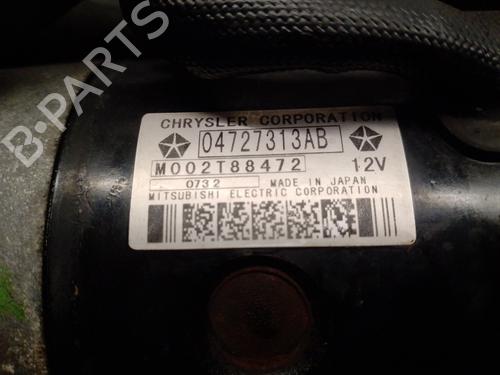 CHRYSLER CORPORATION
04727313AB
M002T88472 12V
0732 MADE IN JAPAN
MITSUBISHI ELECTRIC CORPORATION
B-PARTS